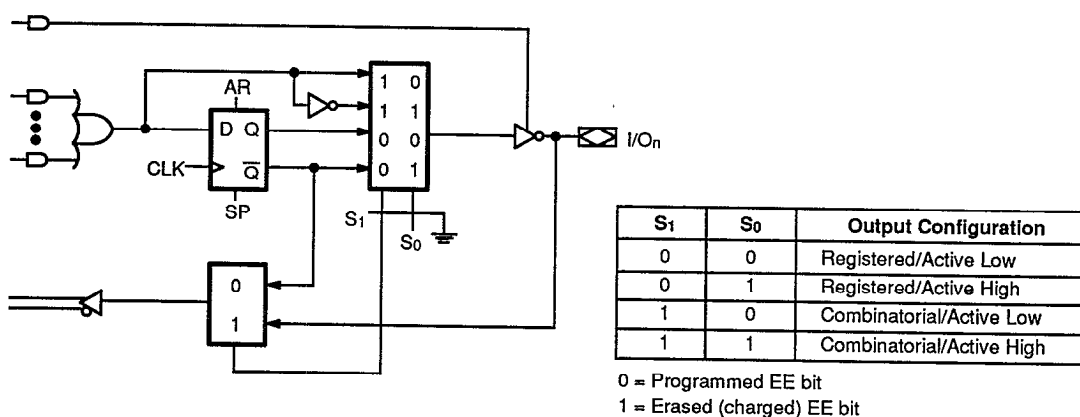 AR
D Q
CLK
Q
SP
1 0
1 1
0 0
0 1
I/On
S1
S0
0
1
S1 S0 Output Configuration
0 0 Registered/Active Low
0 1 Registered/Active High
1 0 Combinatorial/Active Low
1 1 Combinatorial/Active High
0 = Programmed EE bit
1 = Erased (charged) EE bit